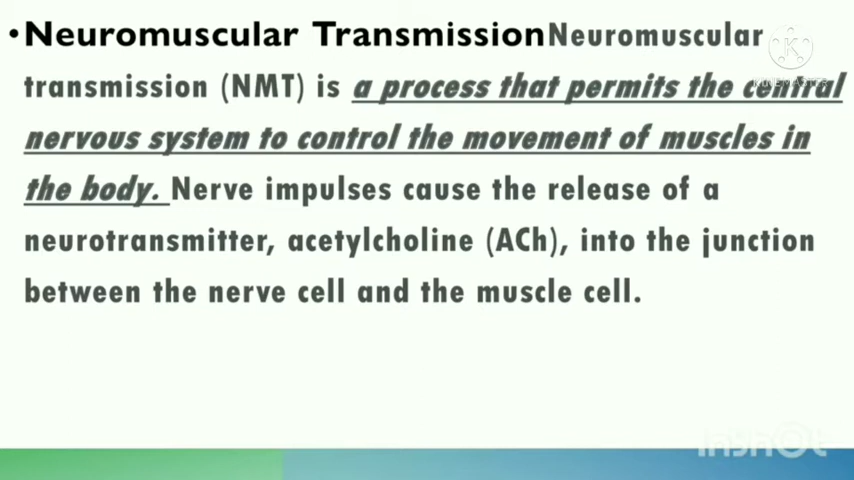 •Neuromuscular TransmissionNeuromuscular
transmission (NMT) is a process that permits the central
nervous system to control the movement of muscles in
the body. Nerve impulses cause the release of a
neurotransmitter, acetylcholine (ACh), into the junction
between the nerve cell and the muscle cell.
K
KINEMASTER
INSHOT